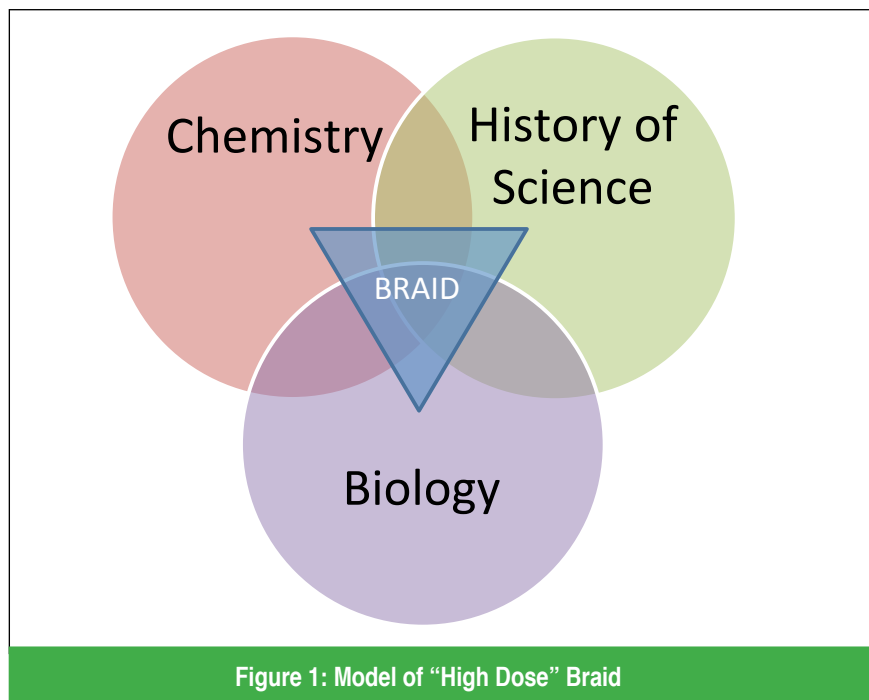 Chemistry
History of
Science
BRAID
Biology
Figure 1: Model of “High Dose” Braid